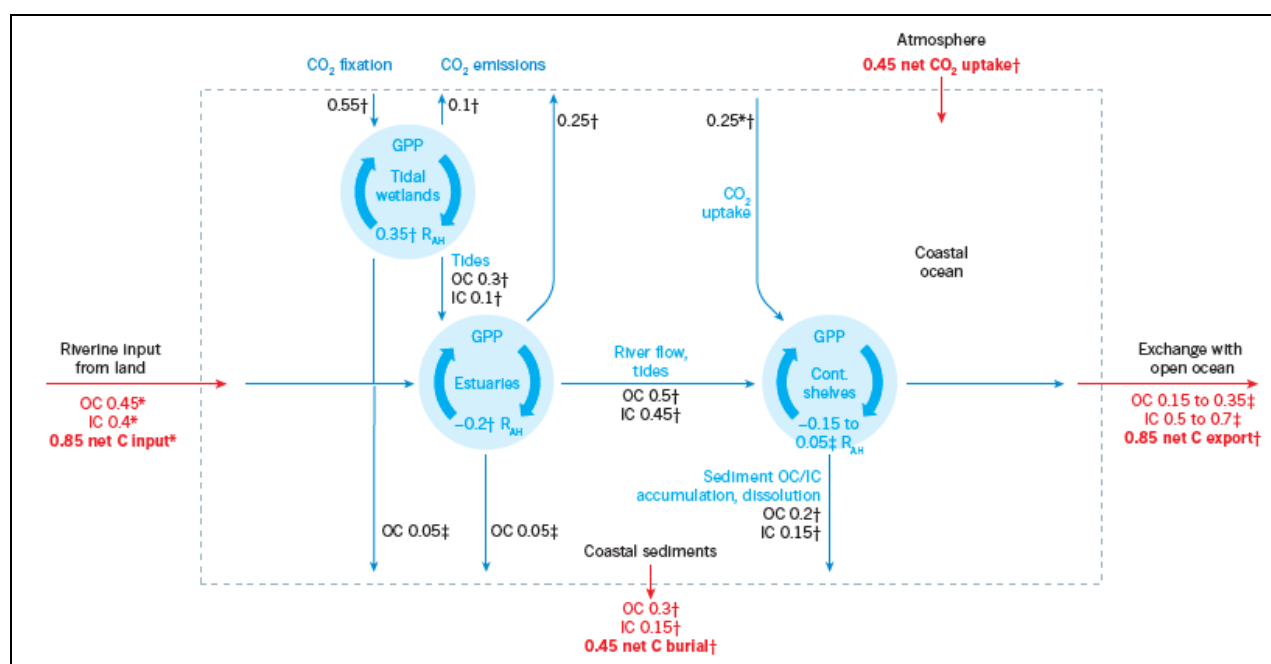 Atmosphere
0.45 net CO₂ uptake†
CO₂ fixation
CO₂ emissions
0.55†
0.1†
0.25†
0.25*†
GPP
Tidal
wetlands
0.35† R_AH
CO₂
uptake
Coastal
ocean
Tides
OC 0.3†
IC 0.1†
Riverine input
from land
OC 0.45*
IC 0.4*
0.85 net C input*
GPP
Estuaries
−0.2† R_AH
River flow,
tides
OC 0.5†
IC 0.45†
GPP
Cont.
shelves
−0.15 to
0.05‡ R_AH
Exchange with
open ocean
OC 0.15 to 0.35‡
IC 0.5 to 0.7‡
0.85 net C export†
Sediment OC/IC
accumulation, dissolution
OC 0.2†
IC 0.15†
OC 0.05‡
OC 0.05‡
Coastal sediments
OC 0.3†
IC 0.15†
0.45 net C burial†